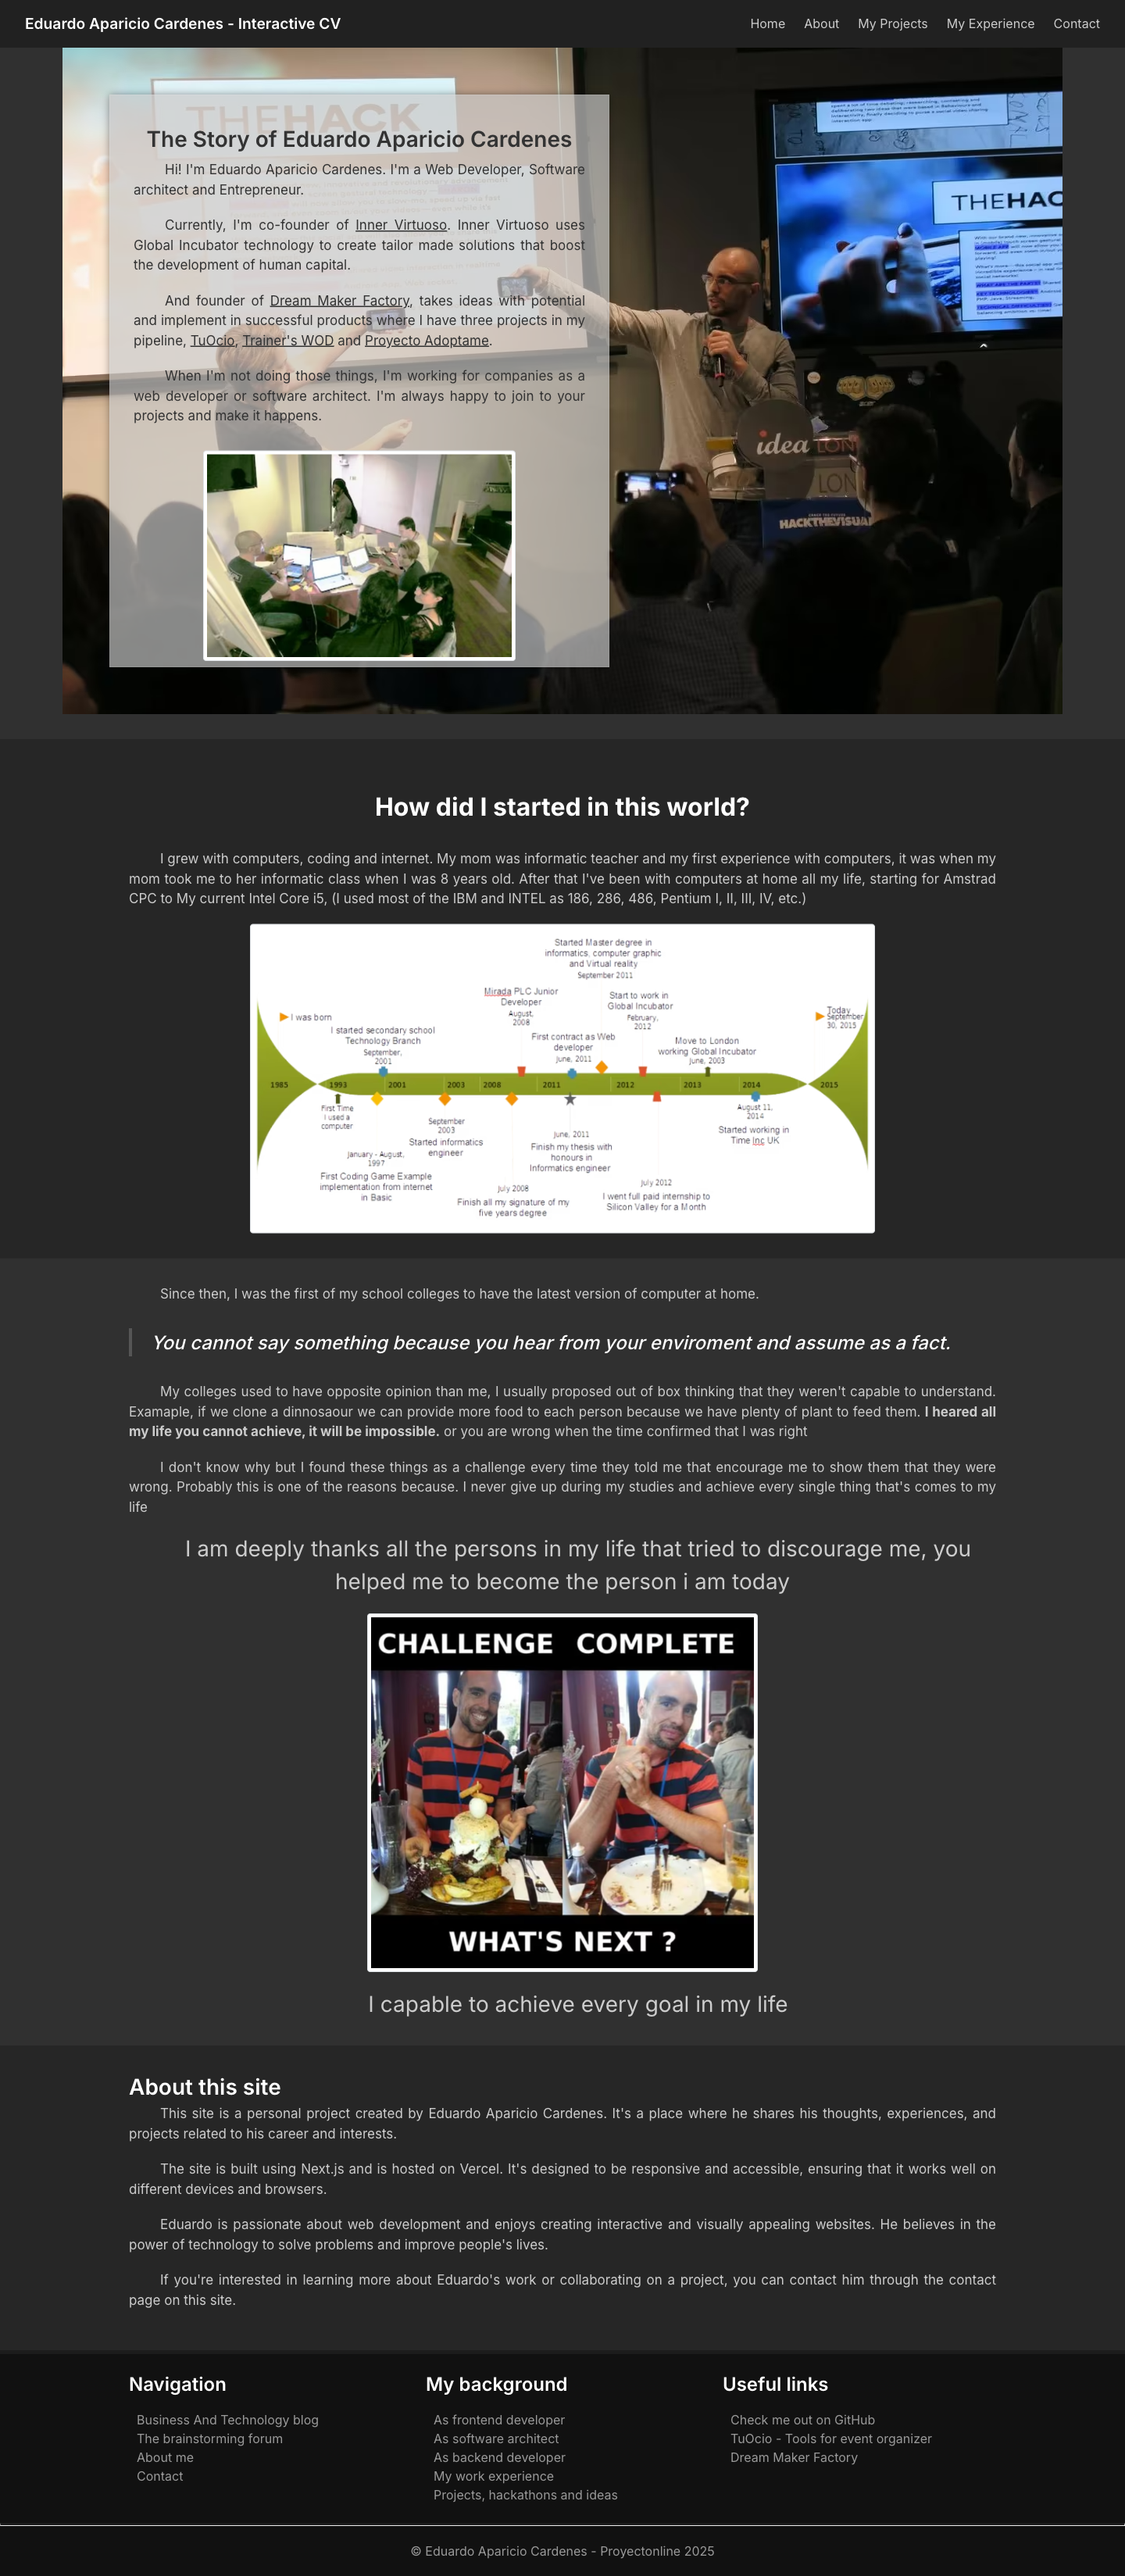 Eduardo Aparicio Cardenes - Interactive CV
Home About My Projects My Experience Contact
THEHACK
The Story of Eduardo Aparicio Cardenes
Hi! I'm Eduardo Aparicio Cardenes. I'm a Web Developer, Software
architect and Entrepreneur.
Currently, I'm co-founder of Inner Virtuoso. Inner Virtuoso uses
Global Incubator technology to create tailor made solutions that boost
the development of human capital.
And founder of Dream Maker Factory, takes ideas with potential
and implement in successful products where I have three projects in my
pipeline, TuOcio, Trainer's WOD and Proyecto Adoptame.
When I'm not doing those things, I'm working for companies as a
web developer or software architect. I'm always happy to join to your
projects and make it happens.
THEHACK
idea LON
LON
HACKTHEVISUAL
How did I started in this world?
I grew with computers, coding and internet. My mom was informatic teacher and my first experience with computers, it was when my
mom took me to her informatic class when I was 8 years old. After that I've been with computers at home all my life, starting for Amstrad
CPC to My current Intel Core i5, (I used most of the IBM and INTEL as 186, 286, 486, Pentium I, II, III, IV, etc.)
Started Master degree in
informatics, computer graphic
and Virtual reality
September 2011
Mirada PLC Junior
Developer
August,
2008
Start to work in
Global Incubator
February,
2012
I was born
Today
September
30, 2015
I started secondary school
Technology Branch
September,
2001
First contract as Web
developer
June, 2011
Move to London
working Global Incubator
June, 2003
1985 1993 2001 2003 2008 2011 2012 2013 2014 2015
First Time
I used a
computer
January - August,
1997
First Coding Game Example
implementation from internet
in Basic
September
2003
Started informatics
engineer
July 2008
Finish all my signature of my
five years degree
June, 2011
Finish my thesis with
honours in
Informatics engineer
July 2012
I went full paid internship to
Silicon Valley for a Month
August 11,
2014
Started working in
Time Inc UK
Since then, I was the first of my school colleges to have the latest version of computer at home.
You cannot say something because you hear from your enviroment and assume as a fact.
My colleges used to have opposite opinion than me, I usually proposed out of box thinking that they weren't capable to understand.
Examaple, if we clone a dinnosaour we can provide more food to each person because we have plenty of plant to feed them. I heared all
my life you cannot achieve, it will be impossible. or you are wrong when the time confirmed that I was right
I don't know why but I found these things as a challenge every time they told me that encourage me to show them that they were
wrong. Probably this is one of the reasons because. I never give up during my studies and achieve every single thing that's comes to my
life
I am deeply thanks all the persons in my life that tried to discourage me, you
helped me to become the person i am today
CHALLENGE COMPLETE
WHAT'S NEXT ?
I capable to achieve every goal in my life
About this site
This site is a personal project created by Eduardo Aparicio Cardenes. It's a place where he shares his thoughts, experiences, and
projects related to his career and interests.
The site is built using Next.js and is hosted on Vercel. It's designed to be responsive and accessible, ensuring that it works well on
different devices and browsers.
Eduardo is passionate about web development and enjoys creating interactive and visually appealing websites. He believes in the
power of technology to solve problems and improve people's lives.
If you're interested in learning more about Eduardo's work or collaborating on a project, you can contact him through the contact
page on this site.
Navigation
Business And Technology blog
The brainstorming forum
About me
Contact
My background
As frontend developer
As software architect
As backend developer
My work experience
Projects, hackathons and ideas
Useful links
Check me out on GitHub
TuOcio - Tools for event organizer
Dream Maker Factory
© Eduardo Aparicio Cardenes - Proyectonline 2025